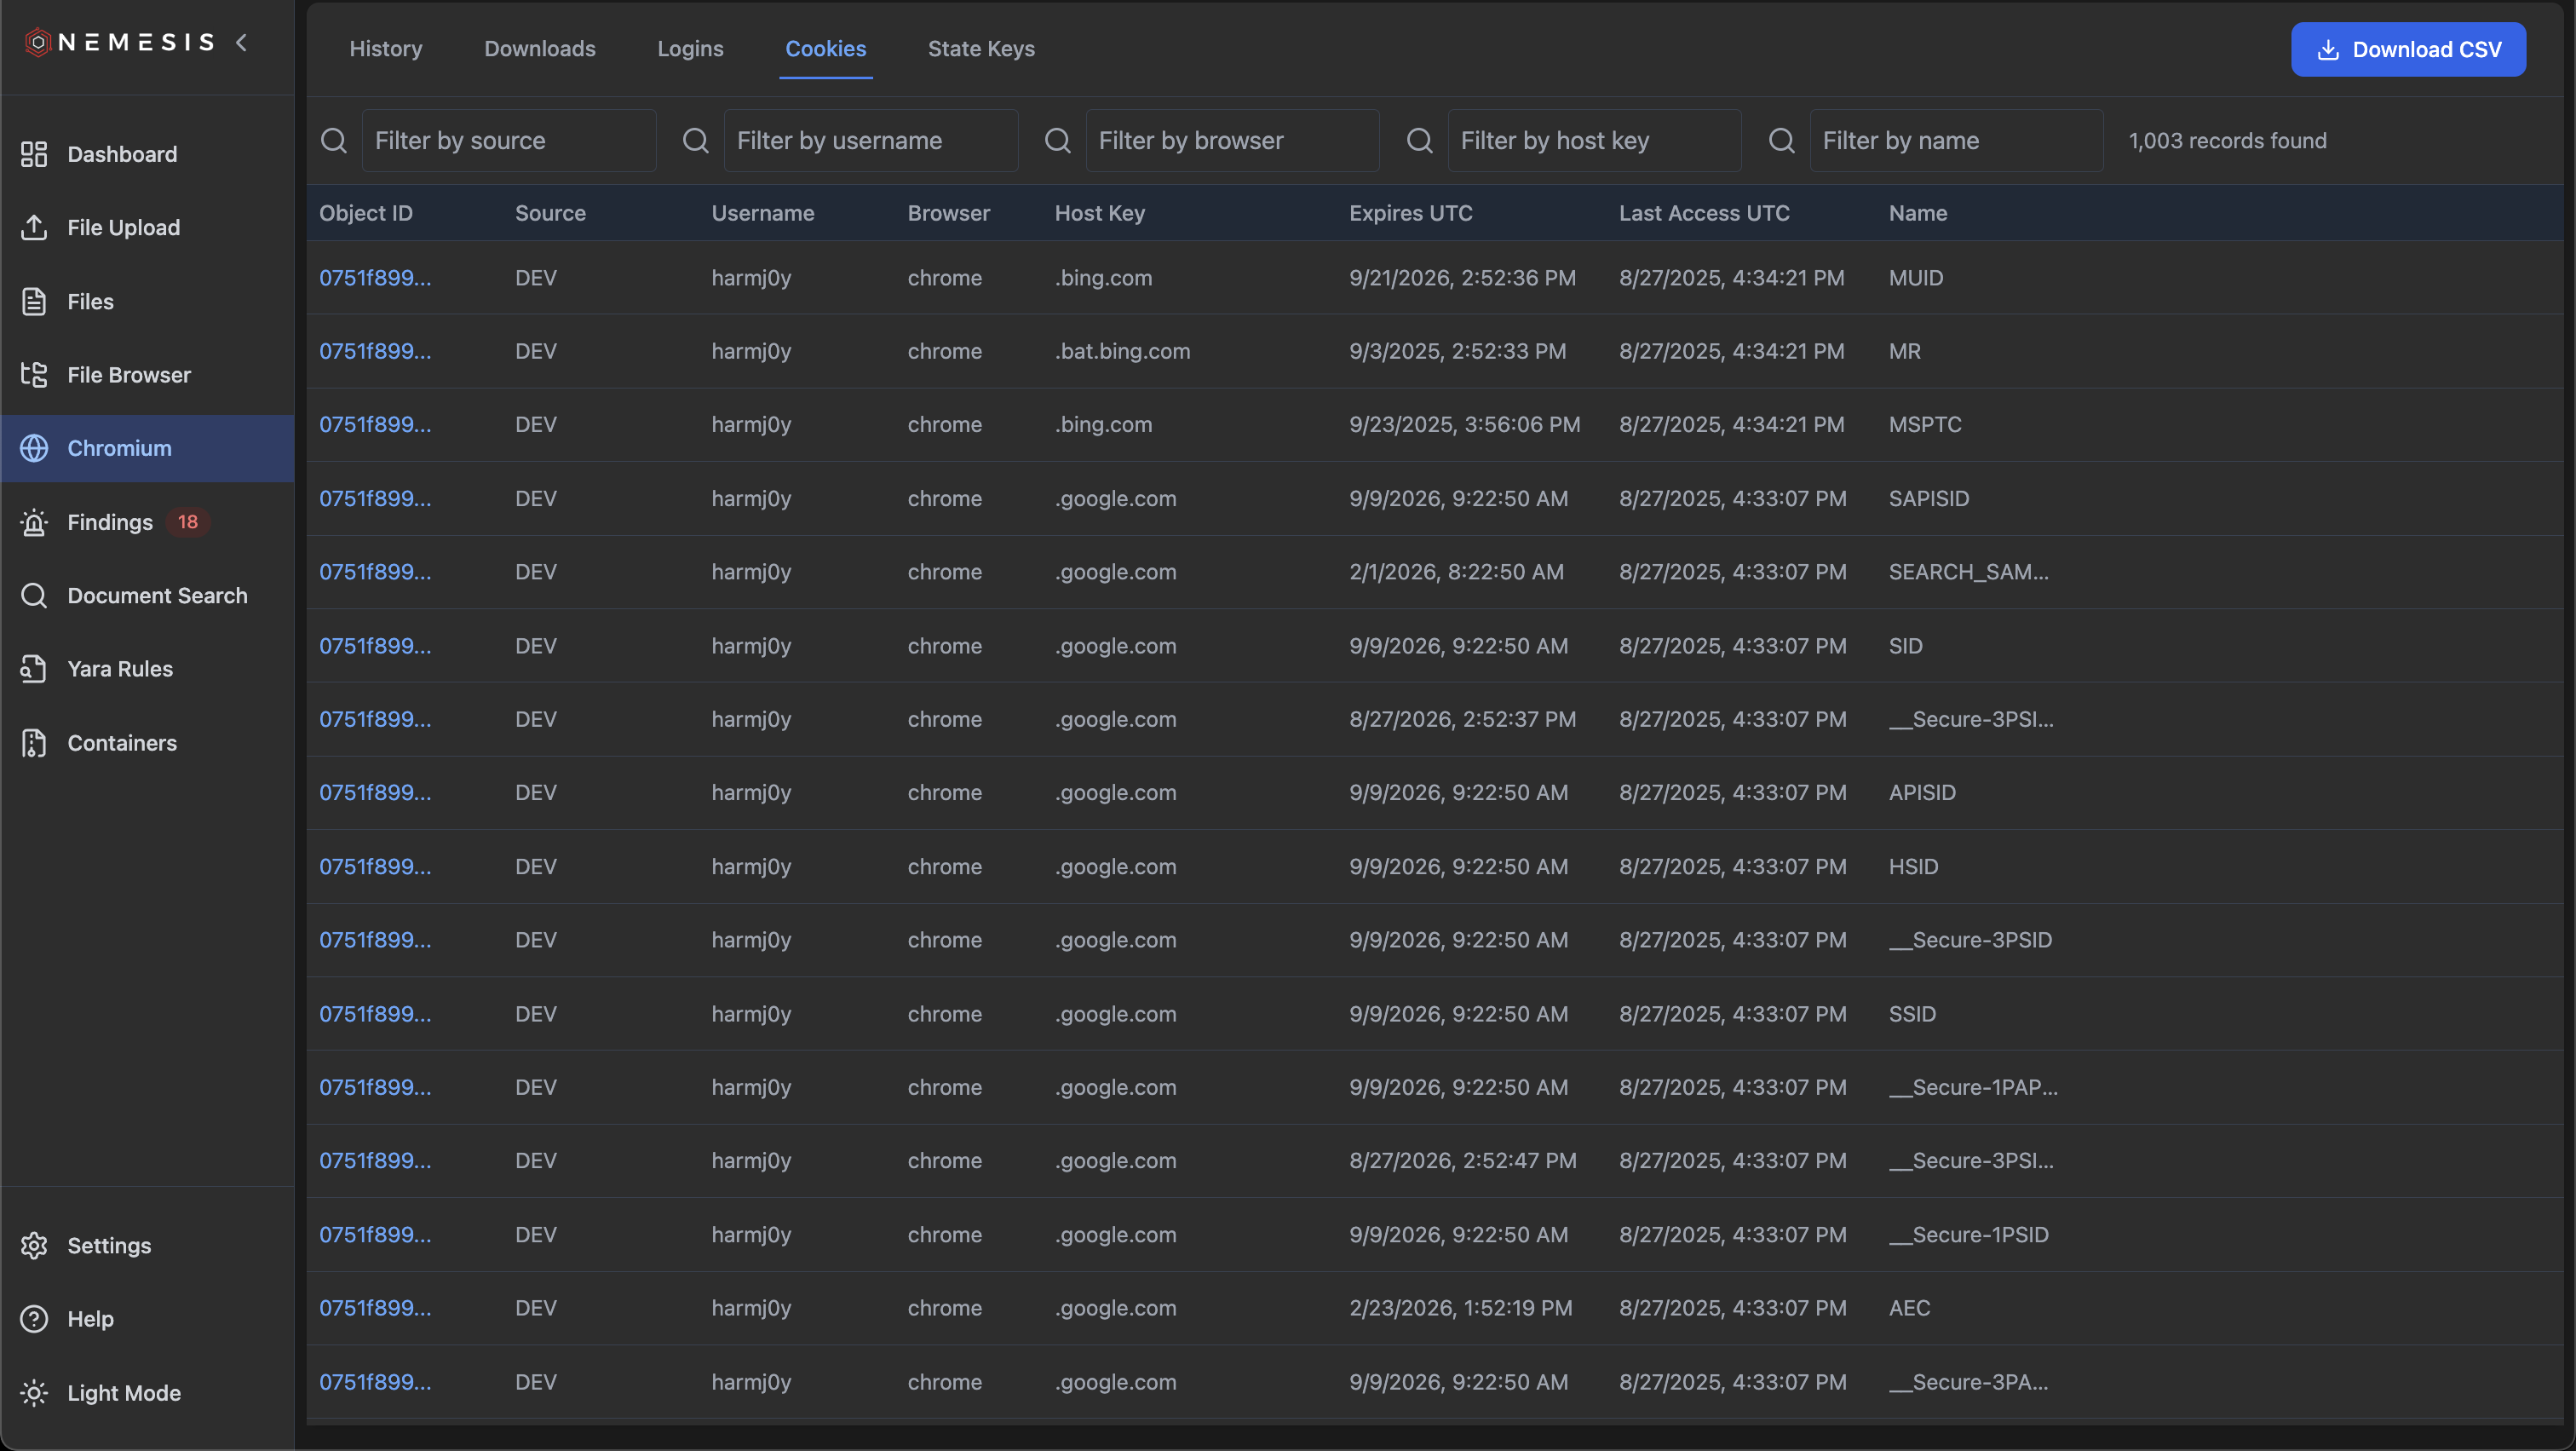 NEMESIS
Dashboard
File Upload
Files
File Browser
Chromium
Findings 18
Document Search
Yara Rules
Containers
Settings
Help
Light Mode
History Downloads Logins Cookies State Keys Download CSV
Filter by source Filter by username Filter by browser Filter by host key Filter by name 1,003 records found
Object ID Source Username Browser Host Key Expires UTC Last Access UTC Name
0751f899... DEV harmj0y chrome .bing.com 9/21/2026, 2:52:36 PM 8/27/2025, 4:34:21 PM MUID
0751f899... DEV harmj0y chrome .bat.bing.com 9/3/2025, 2:52:33 PM 8/27/2025, 4:34:21 PM MR
0751f899... DEV harmj0y chrome .bing.com 9/23/2025, 3:56:06 PM 8/27/2025, 4:34:21 PM MSPTC
0751f899... DEV harmj0y chrome .google.com 9/9/2026, 9:22:50 AM 8/27/2025, 4:33:07 PM SAPISID
0751f899... DEV harmj0y chrome .google.com 2/1/2026, 8:22:50 AM 8/27/2025, 4:33:07 PM SEARCH_SAM...
0751f899... DEV harmj0y chrome .google.com 9/9/2026, 9:22:50 AM 8/27/2025, 4:33:07 PM SID
0751f899... DEV harmj0y chrome .google.com 8/27/2026, 2:52:37 PM 8/27/2025, 4:33:07 PM __Secure-3PSI...
0751f899... DEV harmj0y chrome .google.com 9/9/2026, 9:22:50 AM 8/27/2025, 4:33:07 PM APISID
0751f899... DEV harmj0y chrome .google.com 9/9/2026, 9:22:50 AM 8/27/2025, 4:33:07 PM HSID
0751f899... DEV harmj0y chrome .google.com 9/9/2026, 9:22:50 AM 8/27/2025, 4:33:07 PM __Secure-3PSID
0751f899... DEV harmj0y chrome .google.com 9/9/2026, 9:22:50 AM 8/27/2025, 4:33:07 PM SSID
0751f899... DEV harmj0y chrome .google.com 9/9/2026, 9:22:50 AM 8/27/2025, 4:33:07 PM __Secure-1PAP...
0751f899... DEV harmj0y chrome .google.com 8/27/2026, 2:52:47 PM 8/27/2025, 4:33:07 PM __Secure-3PSI...
0751f899... DEV harmj0y chrome .google.com 9/9/2026, 9:22:50 AM 8/27/2025, 4:33:07 PM __Secure-1PSID
0751f899... DEV harmj0y chrome .google.com 2/23/2026, 1:52:19 PM 8/27/2025, 4:33:07 PM AEC
0751f899... DEV harmj0y chrome .google.com 9/9/2026, 9:22:50 AM 8/27/2025, 4:33:07 PM __Secure-3PA...